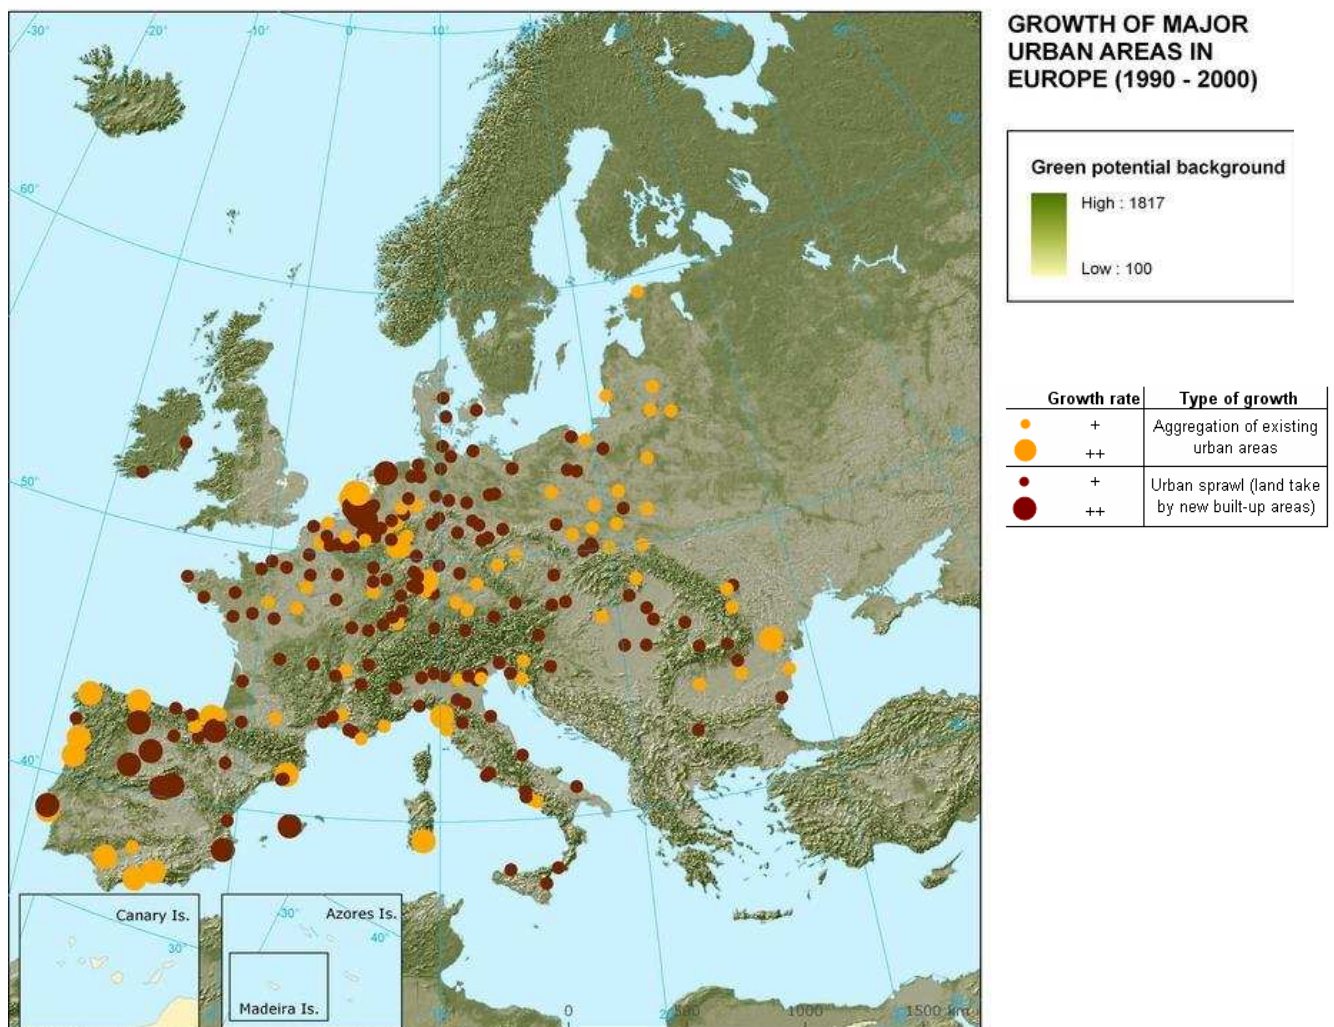 GROWTH OF MAJOR
URBAN AREAS IN
EUROPE (1990 - 2000)
Green potential background
High : 1817
Low : 100
Growth rate Type of growth
+ Aggregation of existing
++ urban areas
+ Urban sprawl (land take
++ by new built-up areas)
-30° -20° -10° 0° 10°
60°
50°
40°
Canary Is.
30°
-30° Azores Is.
40°
Madeira Is.
0 500 1000 1500 km